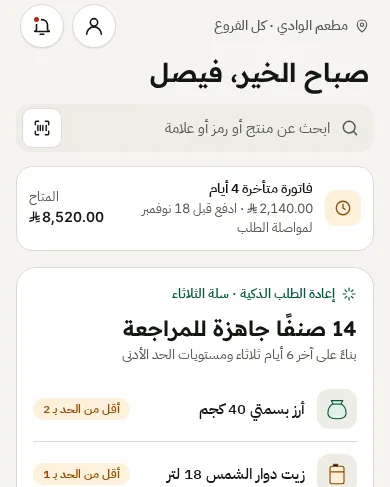 مطعم الوادي · كل الفروع
صباح الخير، فيصل
ابحث عن منتج أو رمز أو علامة
فاتورة متأخرة 4 أيام
⃁ 2,140.00 · ادفع قبل 18 نوفمبر
لمواصلة الطلب
المتاح
⃁ 8,520.00
إعادة الطلب الذكية · سلة الثلاثاء
14 صنفًا جاهزة للمراجعة
بناءً على آخر 6 أيام ثلاثاء ومستويات الحد الأدنى
أرز بسمتي 40 كجم
أقل من الحد بـ 2
زيت دوار الشمس 18 لتر
أقل من الحد بـ 1